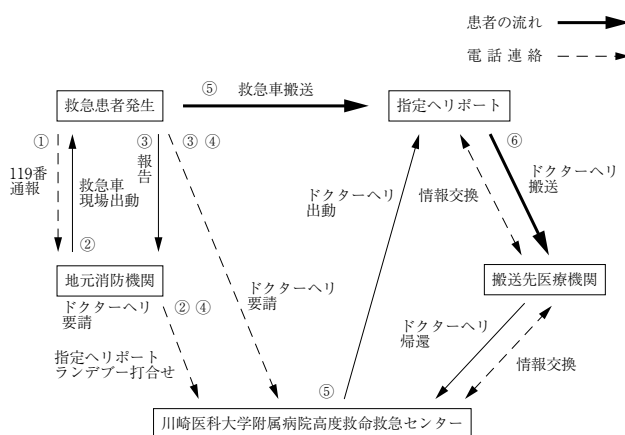 患者の流れ
電話連絡
⑤ 救急車搬送
救急患者発生
指定ヘリポート
① ③ ③ ④ ⑥
119番
通報
救急車
現場出動
報告
②
ドクターヘリ
出動
情報交換
ドクターヘリ
搬送
地元消防機関
搬送先医療機関
ドクターヘリ
要請
② ④
ドクターヘリ
要請
ドクターヘリ
帰還
指定ヘリポート
ランデブー打合せ
情報交換
⑤
川崎医科大学附属病院高度救命救急センター